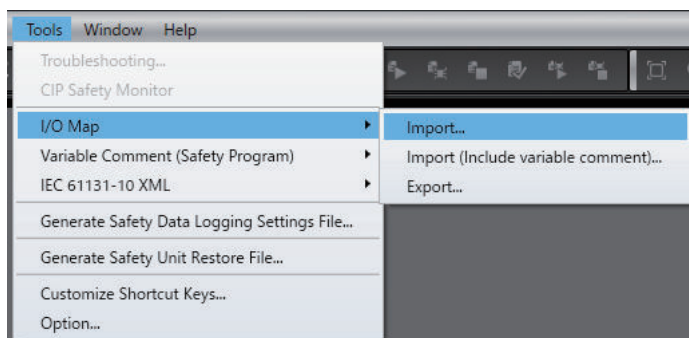 Tools Window Help
Troubleshooting...
CIP Safety Monitor
I/O Map
Import...
Variable Comment (Safety Program)
Import (Include variable comment)...
IEC 61131-10 XML
Export...
Generate Safety Data Logging Settings File...
Generate Safety Unit Restore File...
Customize Shortcut Keys...
Option...